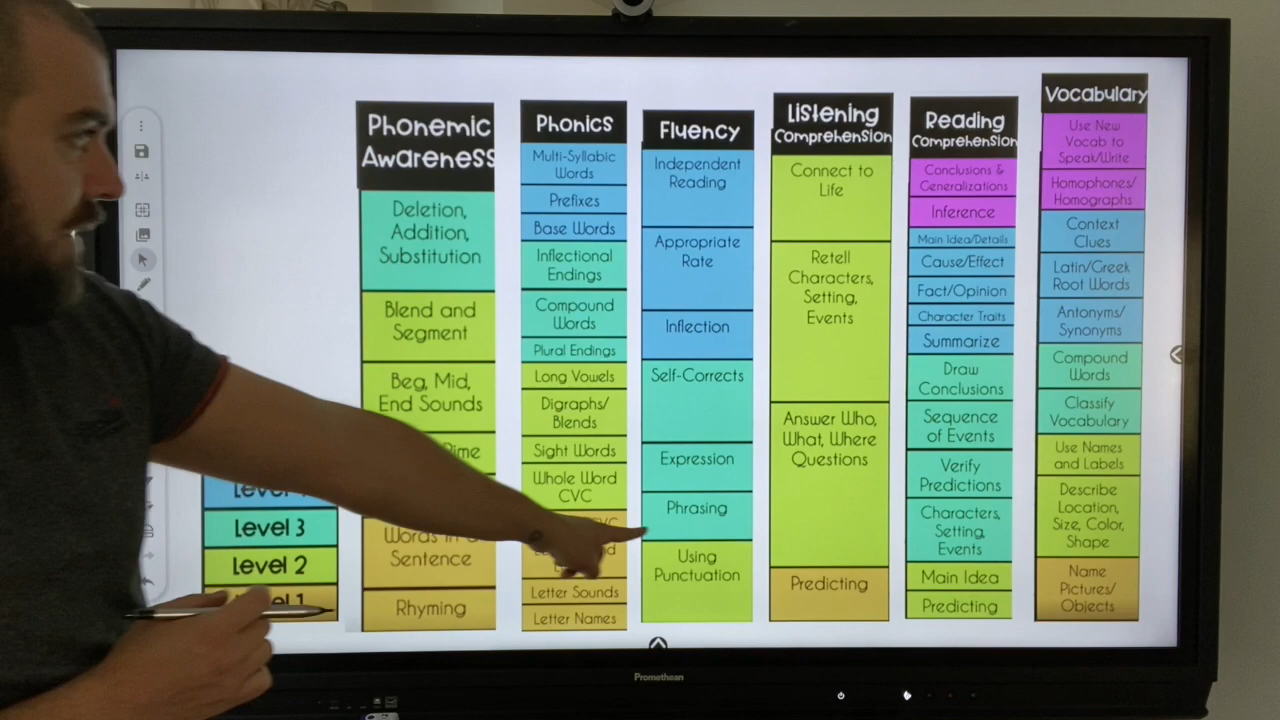 Phonemic
Awareness
Deletion,
Addition,
Substitution
Blend and
Segment
Beg, Mid,
End Sounds
Words in a
Sentence
Rhyming
Level 3
Level 2
Phonics
Multi-Syllabic
Words
Prefixes
Base Words
Inflectional
Endings
Compound
Words
Plural Endings
Long Vowels
Digraphs/
Blends
Sight Words
Whole Word
CVC
Letter Sounds
Letter Names
Fluency
Independent
Reading
Appropriate
Rate
Inflection
Self-Corrects
Expression
Phrasing
Using
Punctuation
Listening
Comprehension
Connect to
Life
Retell
Characters,
Setting,
Events
Answer Who,
What, Where
Questions
Predicting
Reading
Comprehension
Conclusions &
Generalizations
Inference
Main Idea/Details
Cause/Effect
Fact/Opinion
Character Traits
Summarize
Draw
Conclusions
Sequence
of Events
Verify
Predictions
Characters,
Setting,
Events
Main Idea
Predicting
Vocabulary
Use New
Vocab to
Speak/Write
Homophones/
Homographs
Context
Clues
Latin/Greek
Root Words
Antonyms/
Synonyms
Compound
Words
Classify
Vocabulary
Use Names
and Labels
Describe
Location,
Size, Color,
Shape
Name
Pictures/
Objects
Promethean